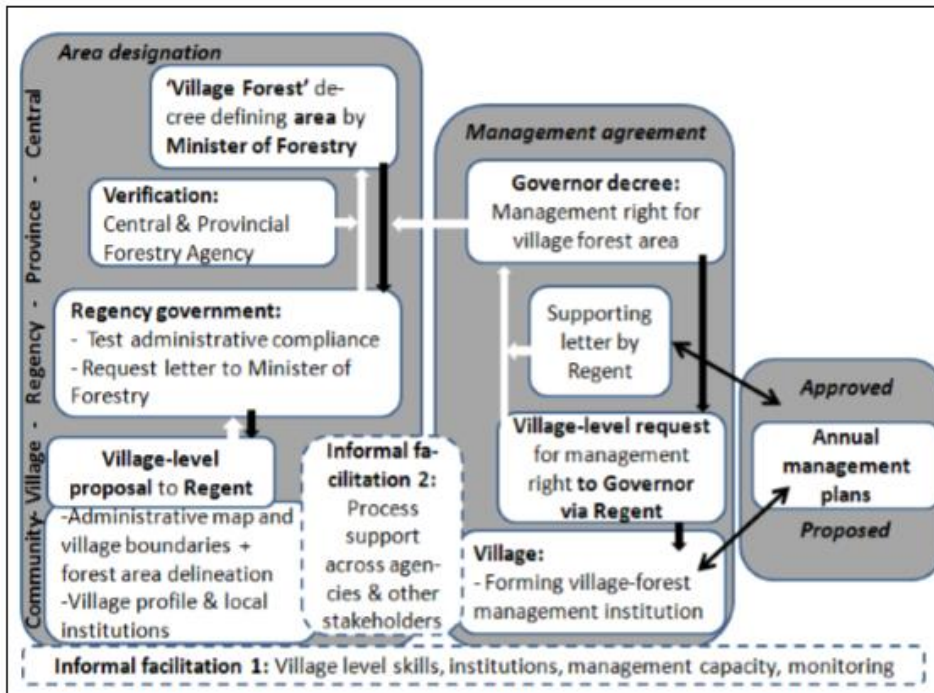 Community- Village - Regency - Province - Central
Area designation
'Village Forest' de-
cree defining area by
Minister of Forestry
Verification:
Central & Provincial
Forestry Agency
Regency government:
- Test administrative compliance
- Request letter to Minister of
Forestry
Village-level
proposal to Regent
-Administrative map and
village boundaries +
forest area delineation
-Village profile & local
institutions
Informal fa-
cilitation 2:
Process
support
across agen-
cies & other
stakeholders
Management agreement
Governor decree:
Management right for
village forest area
Supporting
letter by
Regent
Village-level request
for management
right to Governor
via Regent
Village:
- Forming village-forest
management institution
Approved
Annual
management
plans
Proposed
Informal facilitation 1: Village level skills, institutions, management capacity, monitoring